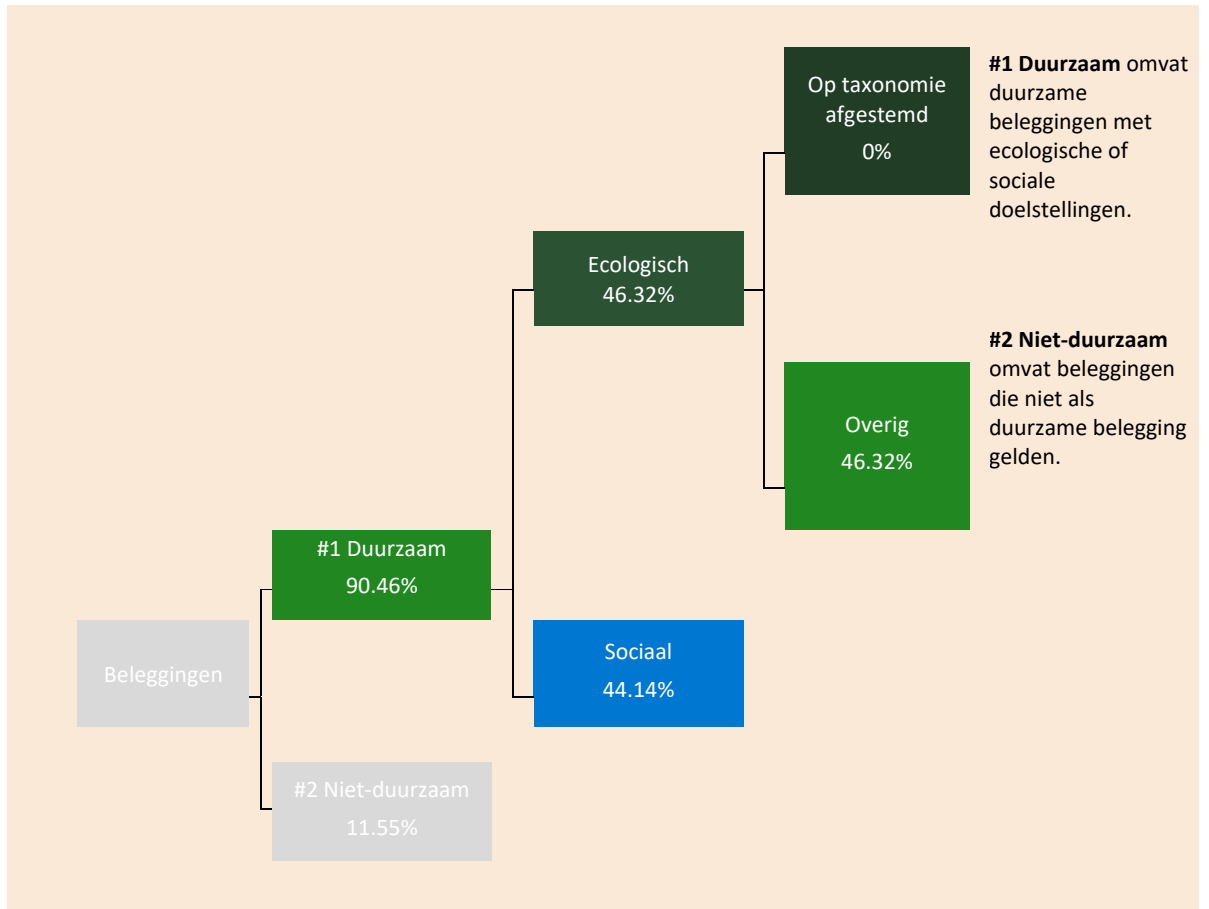 Op taxonomie
afgestemd
0%
#1 Duurzaam omvat
duurzame
beleggingen met
ecologische of
sociale
doelstellingen.
Ecologisch
46.32%
#2 Niet-duurzaam
omvat beleggingen
die niet als
duurzame belegging
gelden.
Overig
46.32%
#1 Duurzaam
90.46%
Beleggingen
Sociaal
44.14%
#2 Niet-duurzaam
11.55%